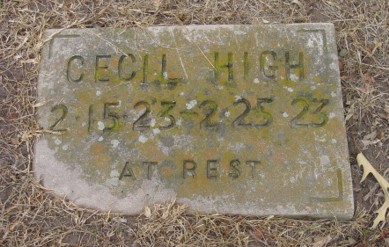 CECIL HIGH
2·15·23-2·25 23
AT REST